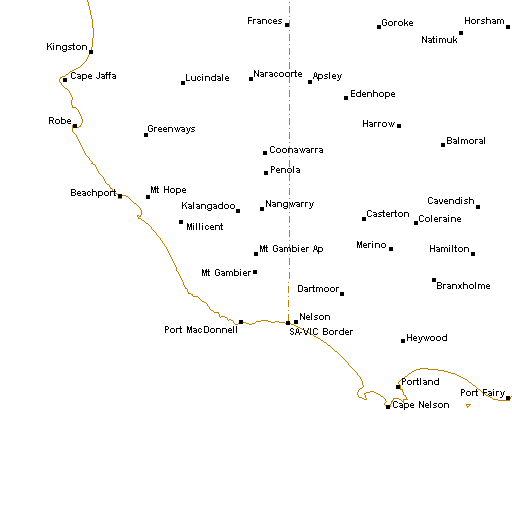 Frances
Goroke
Horsham
Natimuk
Kingston
Cape Jaffa
Lucindale
Naracoorte
Apsley
Edenhope
Robe
Greenways
Harrow
Balmoral
Coonawarra
Penola
Beachport
Mt Hope
Kalangadoo
Nangwarry
Cavendish
Casterton
Coleraine
Millicent
Mt Gambier Ap
Merino
Hamilton
Mt Gambier
Dartmoor
Branxholme
Port MacDonnell
Nelson
SA-VIC Border
Heywood
Portland
Port Fairy
Cape Nelson